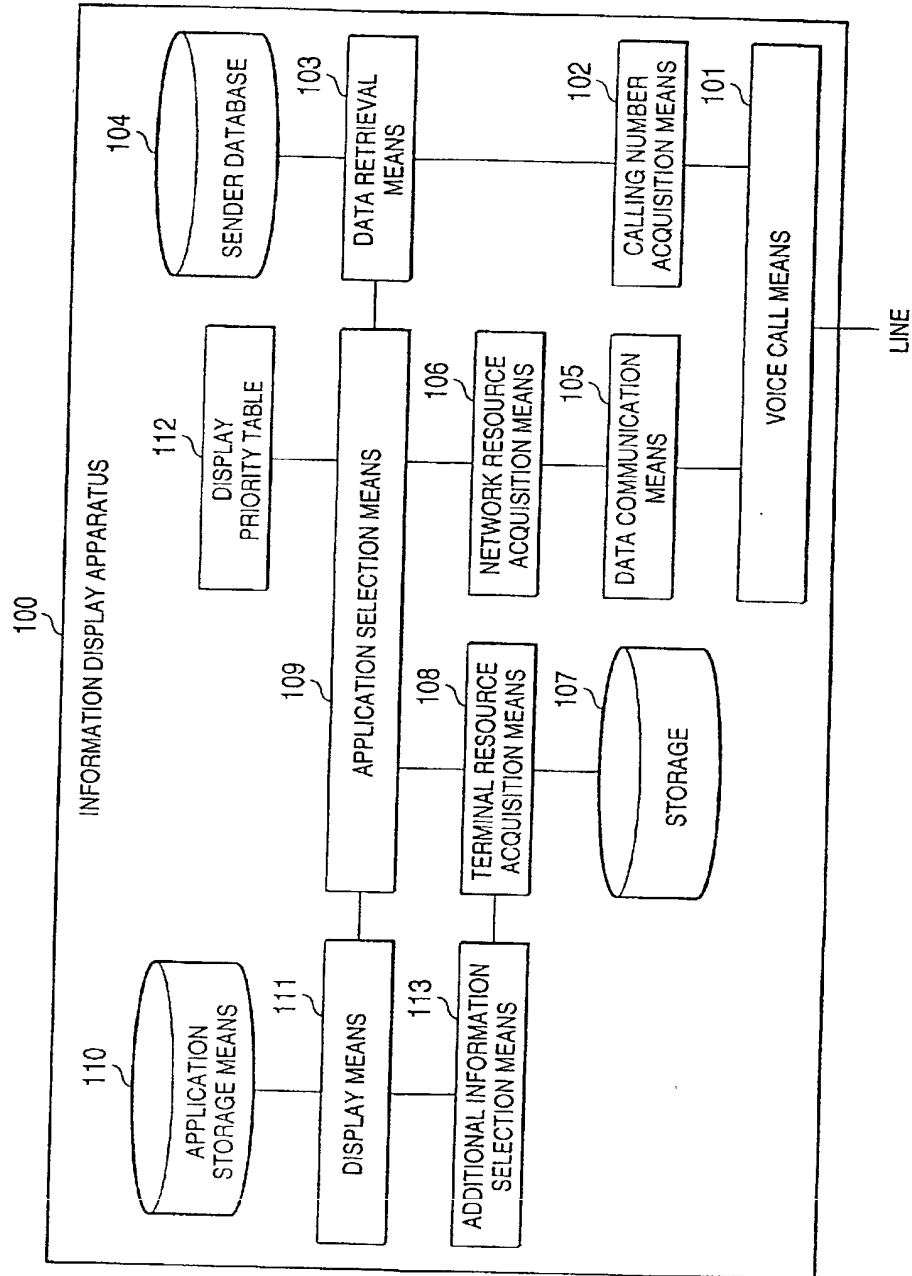 100
INFORMATION DISPLAY APPARATUS
110
APPLICATION
STORAGE MEANS
112
DISPLAY
PRIORITY TABLE
104
SENDER DATABASE
111
DISPLAY MEANS
109
APPLICATION SELECTION MEANS
103
DATA RETRIEVAL
MEANS
113
ADDITIONAL INFORMATION
SELECTION MEANS
108
TERMINAL RESOURCE
ACQUISITION MEANS
106
NETWORK RESOURCE
ACQUISITION MEANS
107
STORAGE
105
DATA COMMUNICATION
MEANS
102
CALLING NUMBER
ACQUISITION MEANS
101
VOICE CALL MEANS
LINE